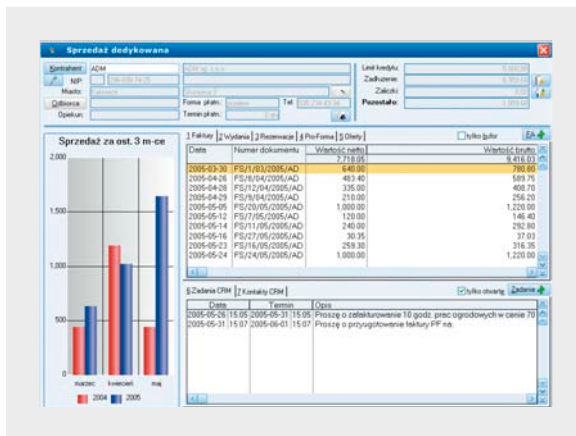 Sprzedaż dedykowana
Kontrahent ADM
NIP:
Miasto:
Odbiorca
Opiekun:
Forma płatn.: Tel.
Termin płatn.:
Limit kredytu:
Zadłużenie:
Zaliczki:
Pozostało:
Sprzedaż za ost. 3 m-ce
2,000
1,500
1,000
500
0
marzec kwiecień maj
2004 2005
1 Faktury 2 Wydania 3 Rezerwacje 4 Pro-Forma 5 Oferty tylko bufor FA
Data Numer dokumentu Wartość netto Wartość brutto
7,718.05 9,416.03
2005-03-30 FS/1/03/2005/AD 640.00 780.80
2005-04-26 FS/8/04/2005/AD 483.40 589.75
2005-04-28 FS/12/04/2005/AD 335.00 408.70
2005-04-29 FS/9/04/2005/AD 210.00 256.20
2005-05-05 FS/20/05/2005/AD 1,000.00 1,220.00
2005-05-12 FS/7/05/2005/AD 120.00 146.40
2005-05-14 FS/11/05/2005/AD 240.00 292.80
2005-05-16 FS/27/05/2005/AD 30.35 37.03
2005-05-23 FS/16/05/2005/AD 259.30 316.35
2005-05-24 FS/24/05/2005/AD 1,000.00 1,220.00
6 Zadania CRM 7 Kontakty CRM tylko otwarte Zadanie
Data Termin Opis
2005-05-26 15:05 2005-05-31 15:05 Proszę o zafakturowanie 10 godz. prac ogrodowych w cenie 70
2005-05-31 15:07 2005-06-01 15:07 Proszę o przyugotowanie faktury PF na.